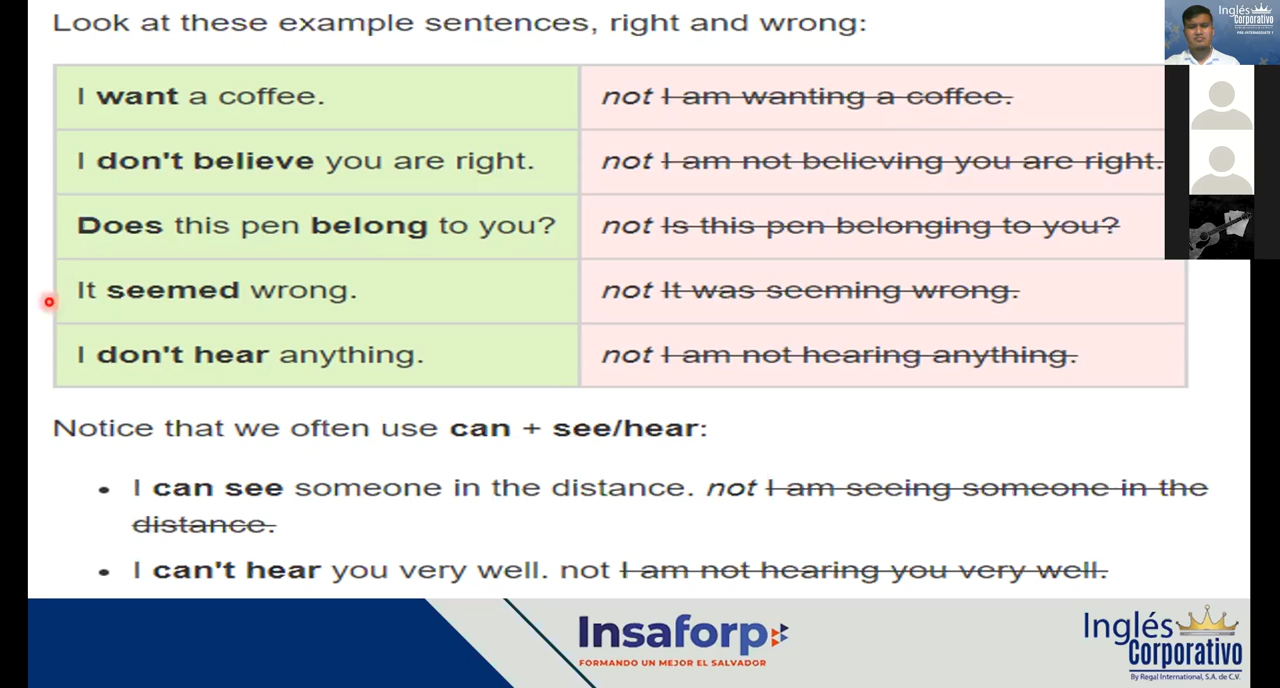 Look at these example sentences, right and wrong:
Inglés
Corporativo
PRE-INTERMEDIATE 1
I want a coffee.
not I am wanting a coffee.
I don't believe you are right.
not I am not believing you are right.
Does this pen belong to you?
not Is this pen belonging to you?
It seemed wrong.
not It was seeming wrong.
I don't hear anything.
not I am not hearing anything.
Notice that we often use can + see/hear:
• I can see someone in the distance. not I am seeing someone in the
distance.
• I can't hear you very well. not I am not hearing you very well.
Insaforp
FORMANDO UN MEJOR EL SALVADOR
Inglés
Corporativo
By Regal International, S.A. de C.V.